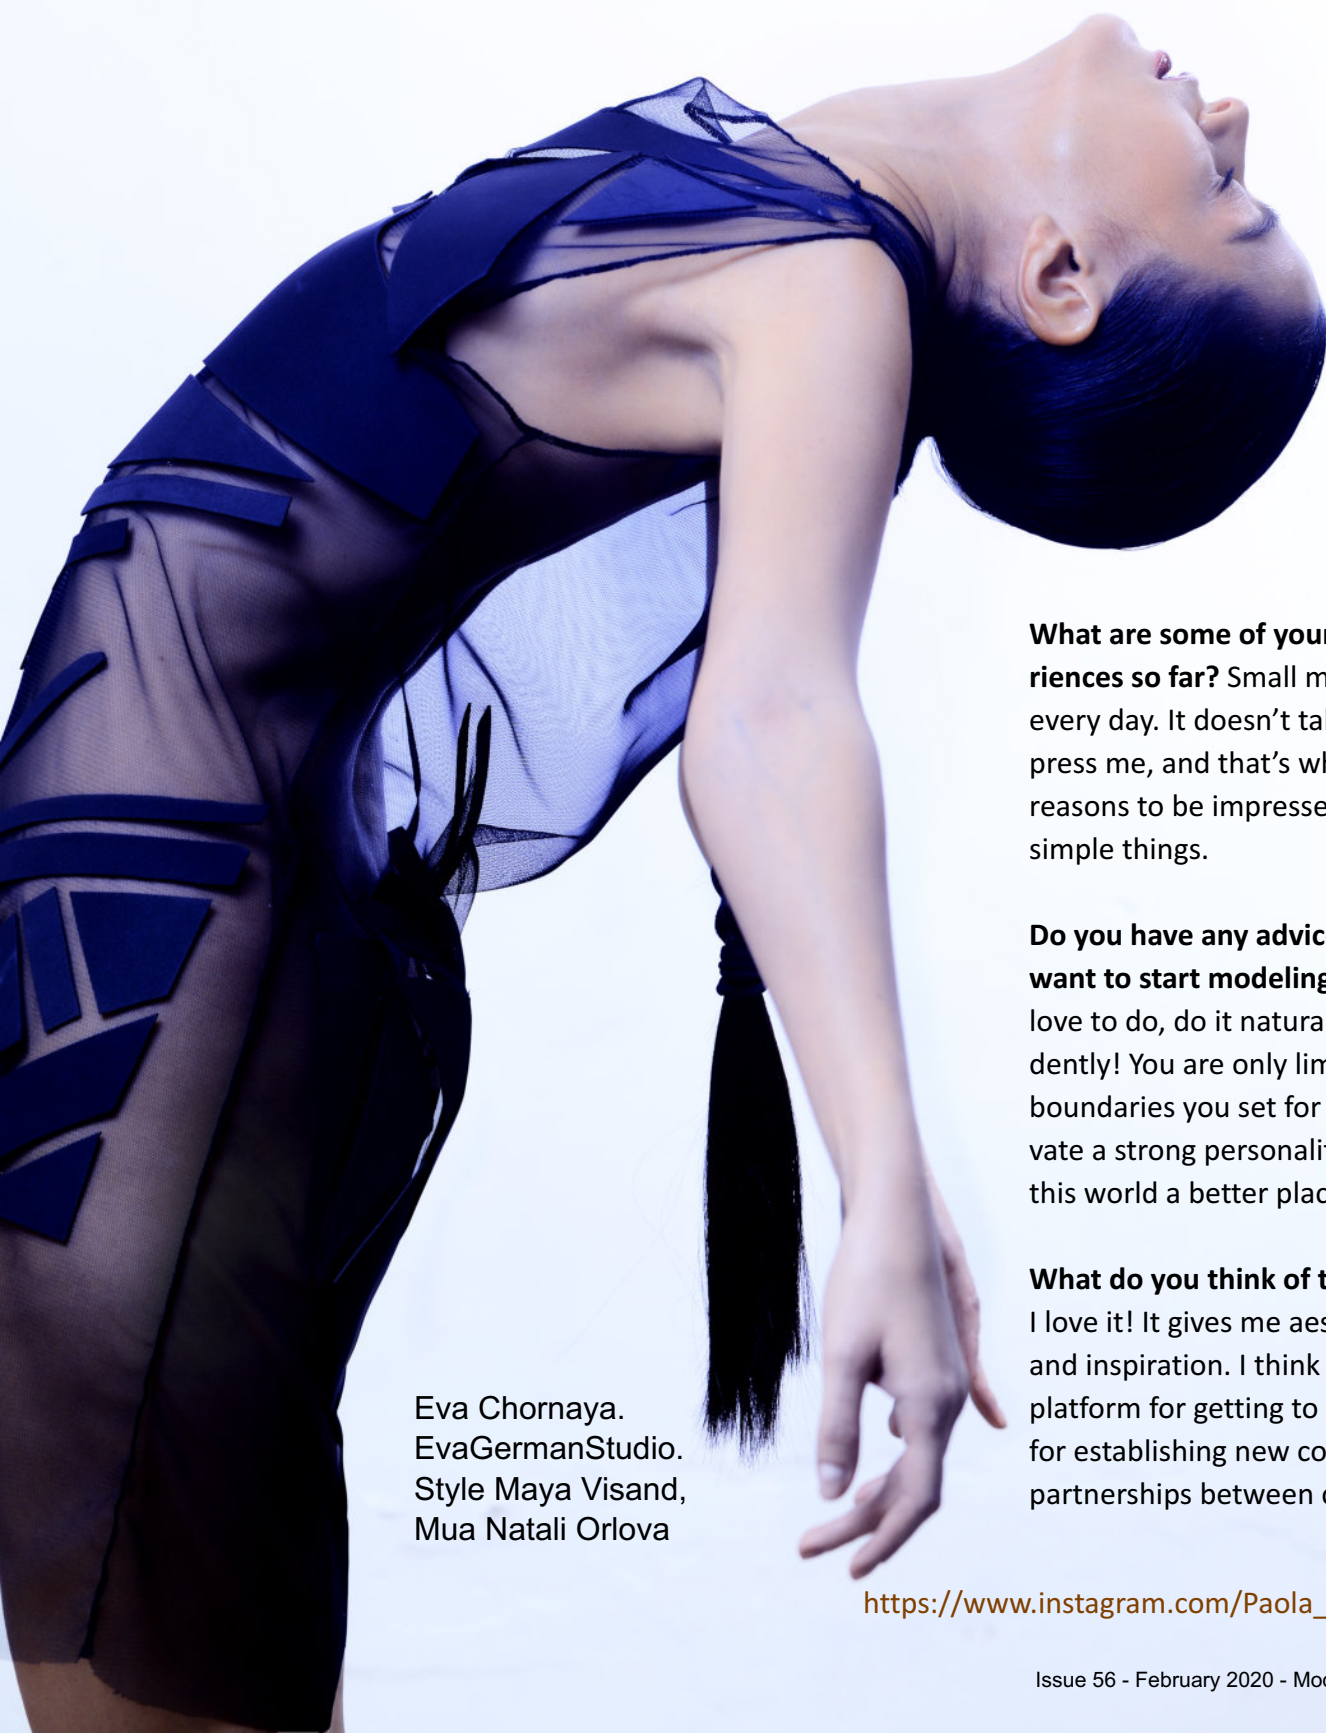 What are some of your
riences so far? Small m
every day. It doesn’t ta
press me, and that’s wh
reasons to be impresse
simple things.
Do you have any advic
want to start modeling
love to do, do it natura
dently! You are only lim
boundaries you set for
vate a strong personali
this world a better plac
What do you think of t
I love it! It gives me aes
and inspiration. I think
platform for getting to
for establishing new co
partnerships between
Eva Chornaya.
EvaGermanStudio.
Style Maya Visand,
Mua Natali Orlova
https://www.instagram.com/Paola_
Issue 56 - February 2020 - Mod